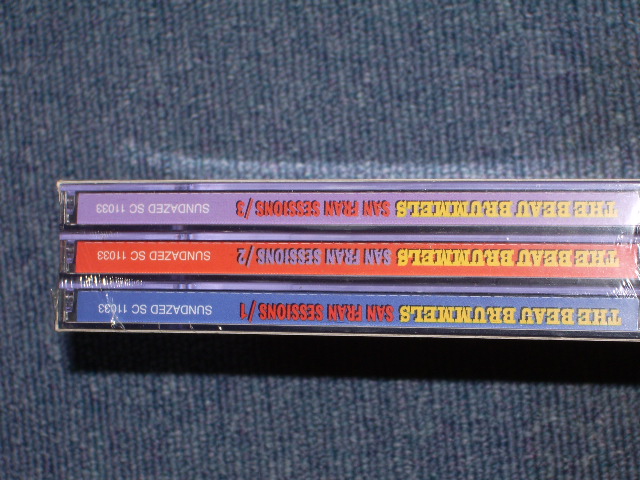 THE BEAU BRUMMELS SAN FRAN SESSIONS/1 SUNDAZED SC 11033
THE BEAU BRUMMELS SAN FRAN SESSIONS/2 SUNDAZED SC 11033
THE BEAU BRUMMELS SAN FRAN SESSIONS/3 SUNDAZED SC 11033